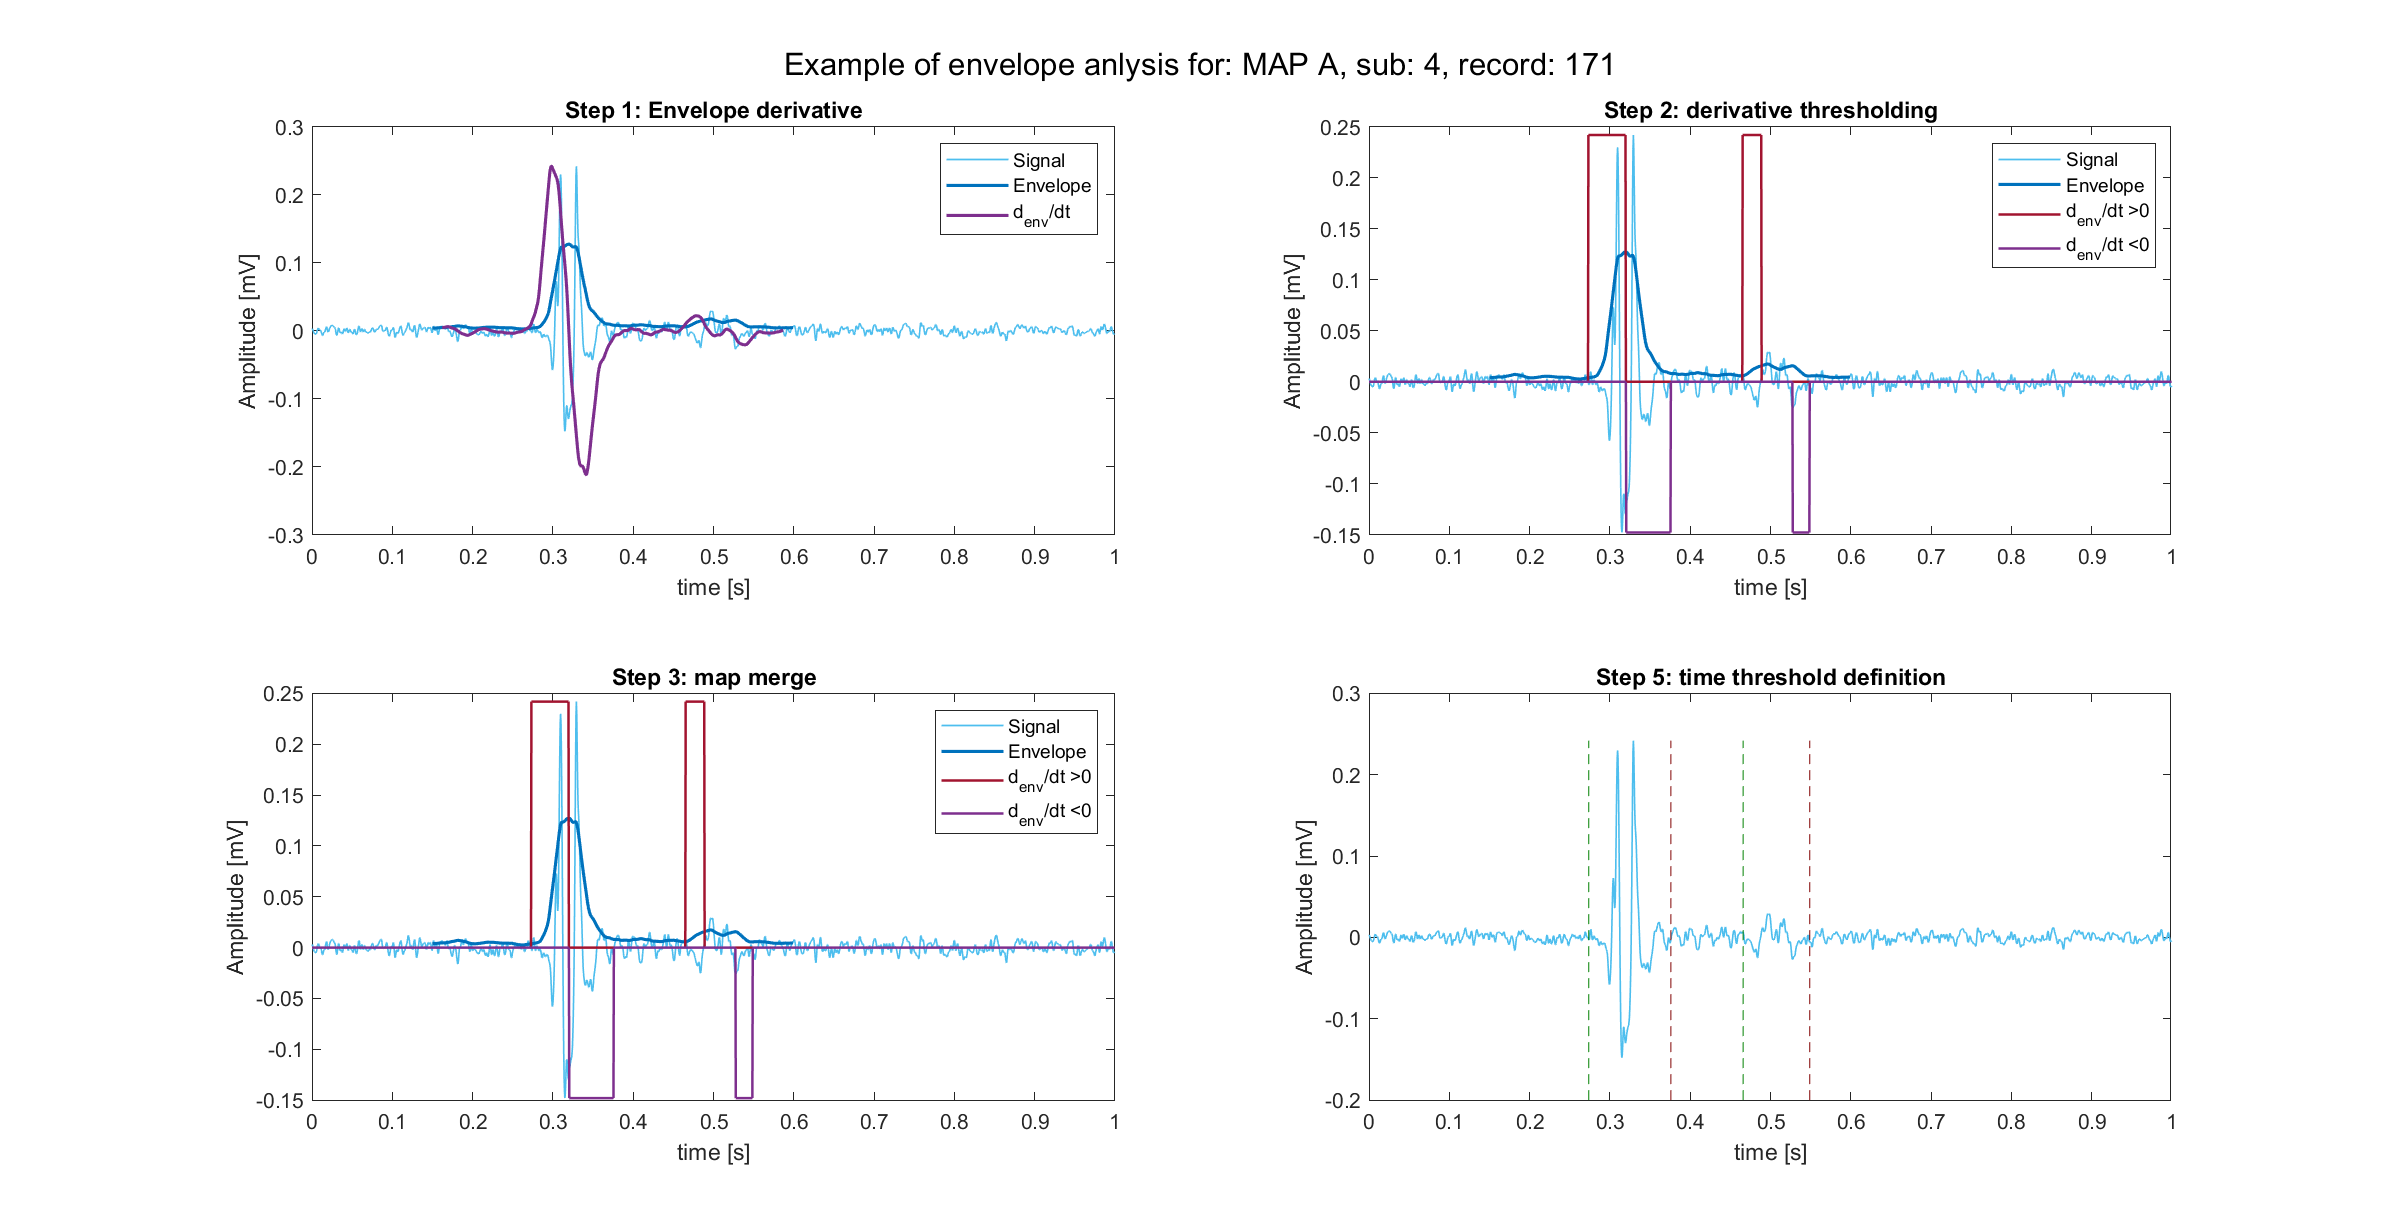 Example of envelope anlysis for: MAP A, sub: 4, record: 171
Step 1: Envelope derivative
0.3
0.2
0.1
0
-0.1
-0.2
-0.3
Amplitude [mV]
0 0.1 0.2 0.3 0.4 0.5 0.6 0.7 0.8 0.9 1
time [s]
Signal
Envelope
d_env/dt
Step 2: derivative thresholding
0.25
0.2
0.15
0.1
0.05
0
-0.05
-0.1
-0.15
Amplitude [mV]
0 0.1 0.2 0.3 0.4 0.5 0.6 0.7 0.8 0.9 1
time [s]
Signal
Envelope
d_env/dt >0
d_env/dt <0
Step 3: map merge
0.25
0.2
0.15
0.1
0.05
0
-0.05
-0.1
-0.15
Amplitude [mV]
0 0.1 0.2 0.3 0.4 0.5 0.6 0.7 0.8 0.9 1
time [s]
Signal
Envelope
d_env/dt >0
d_env/dt <0
Step 5: time threshold definition
0.3
0.2
0.1
0
-0.1
-0.2
Amplitude [mV]
0 0.1 0.2 0.3 0.4 0.5 0.6 0.7 0.8 0.9 1
time [s]